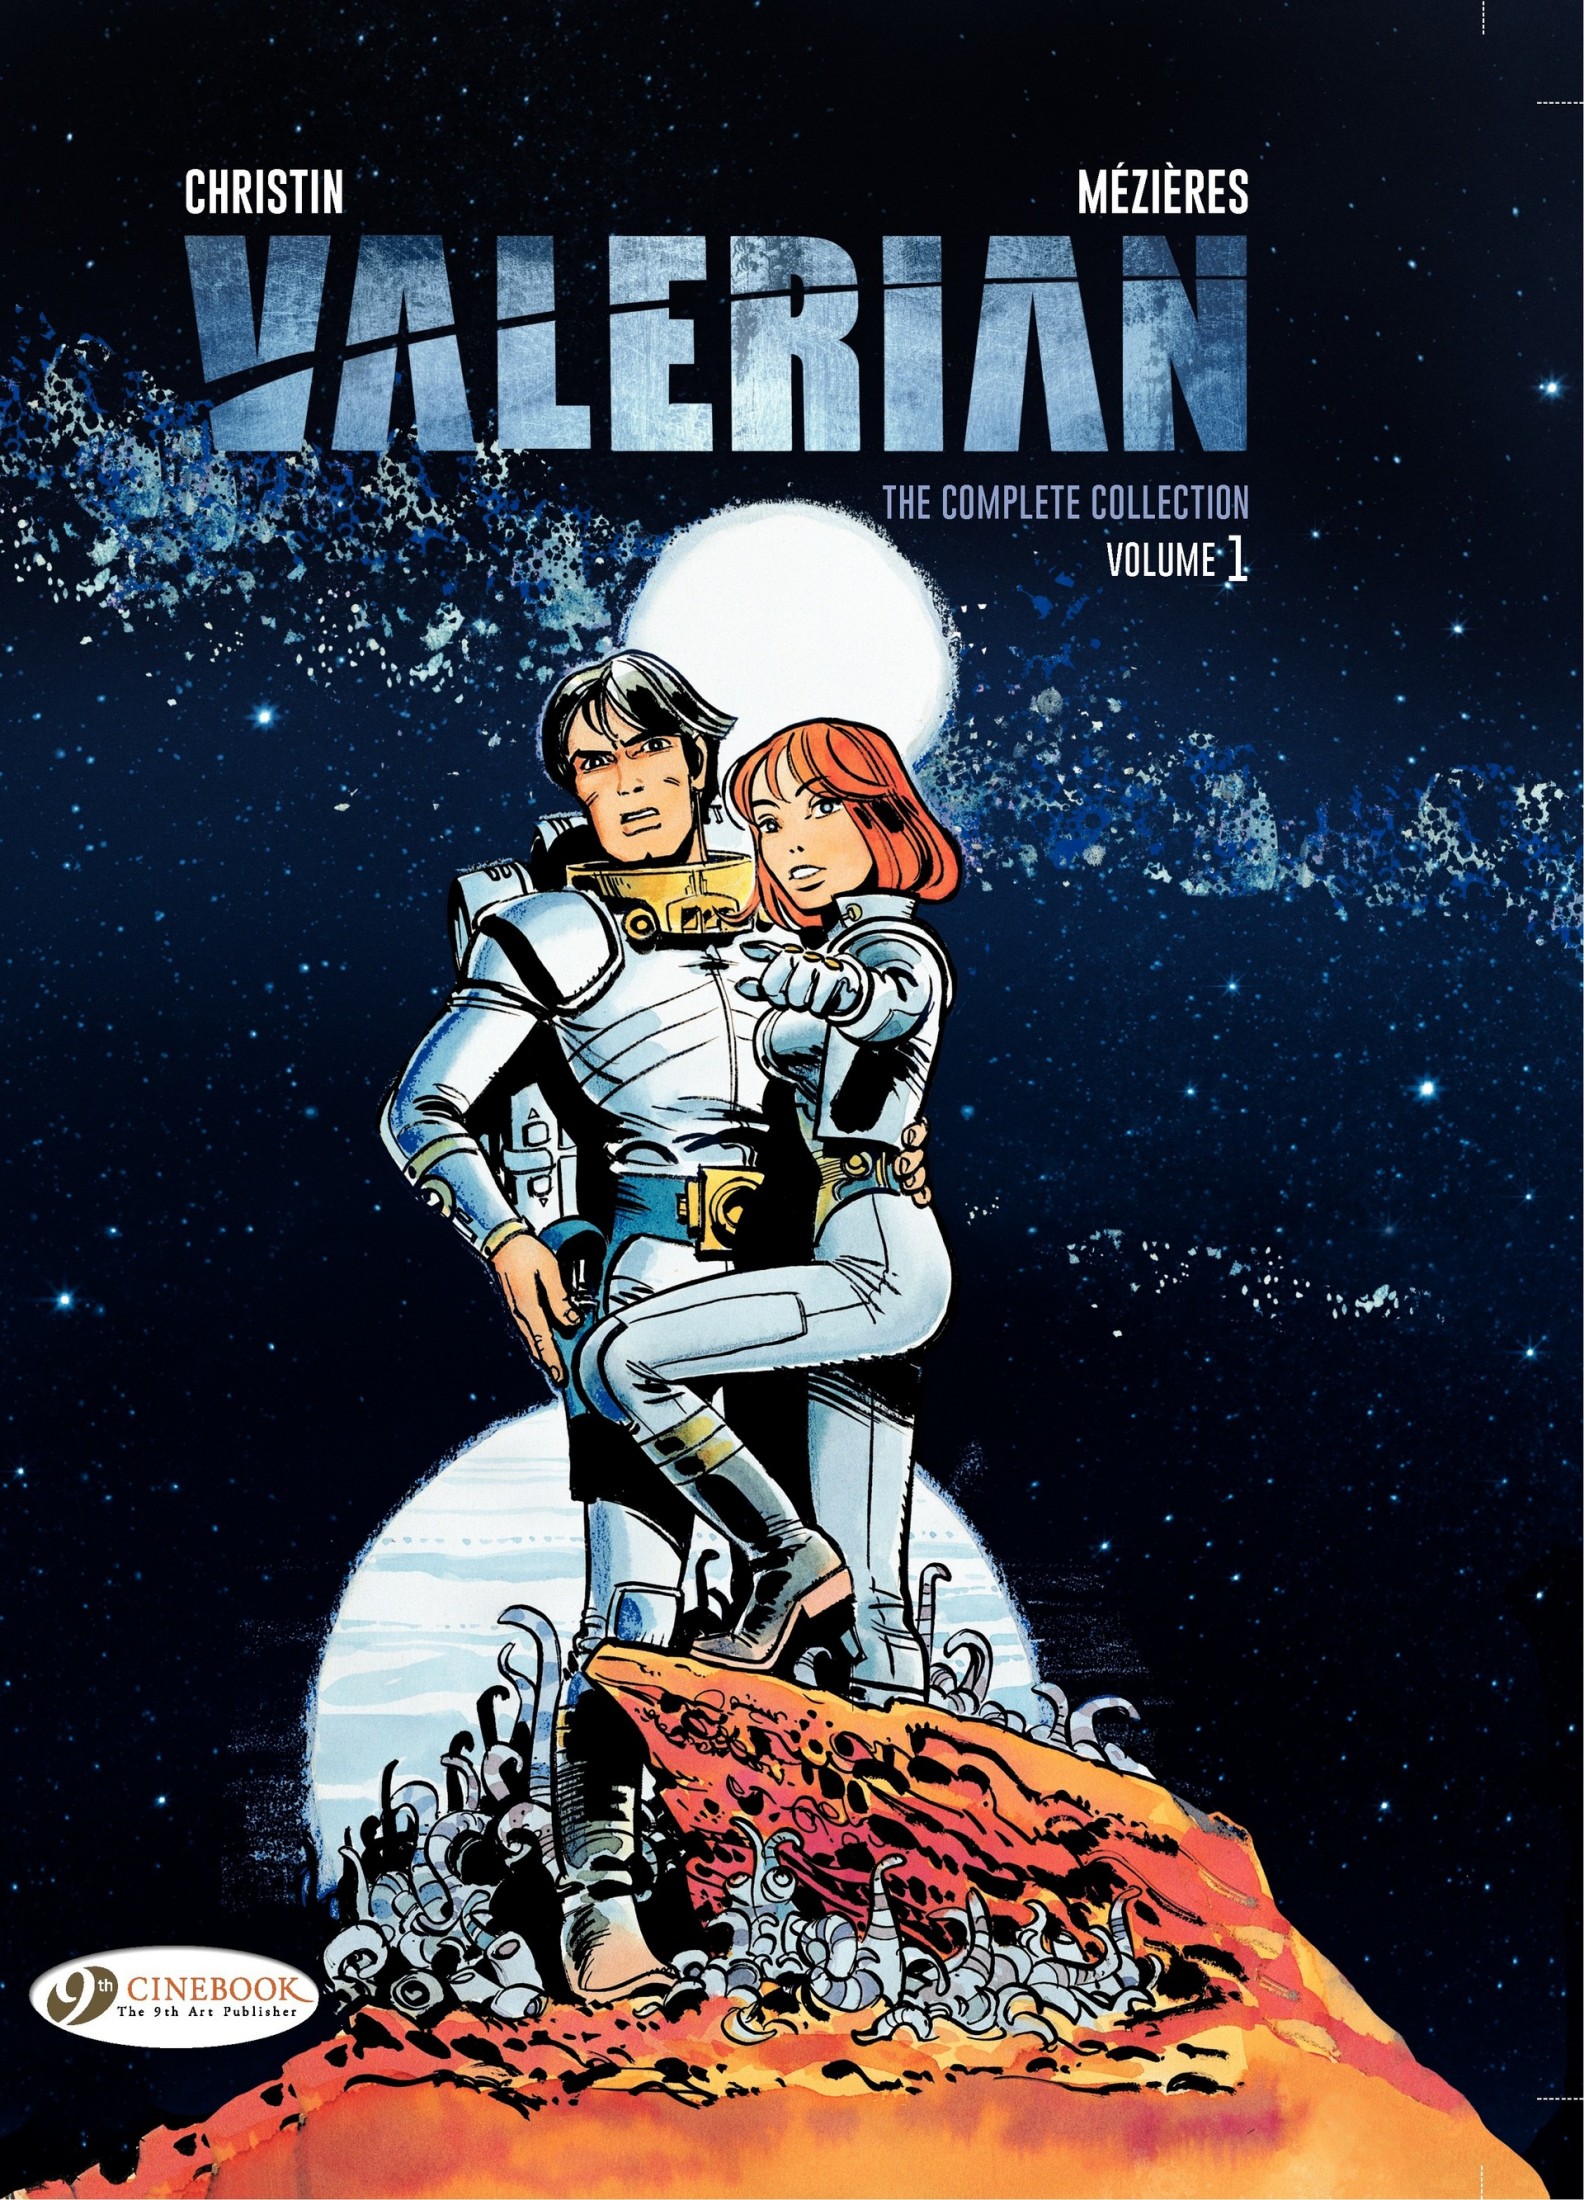 CHRISTIN
MÉZIÈRES
VALERIAN
THE COMPLETE COLLECTION
VOLUME 1
9th CINEBOOK
The 9th Art Publisher